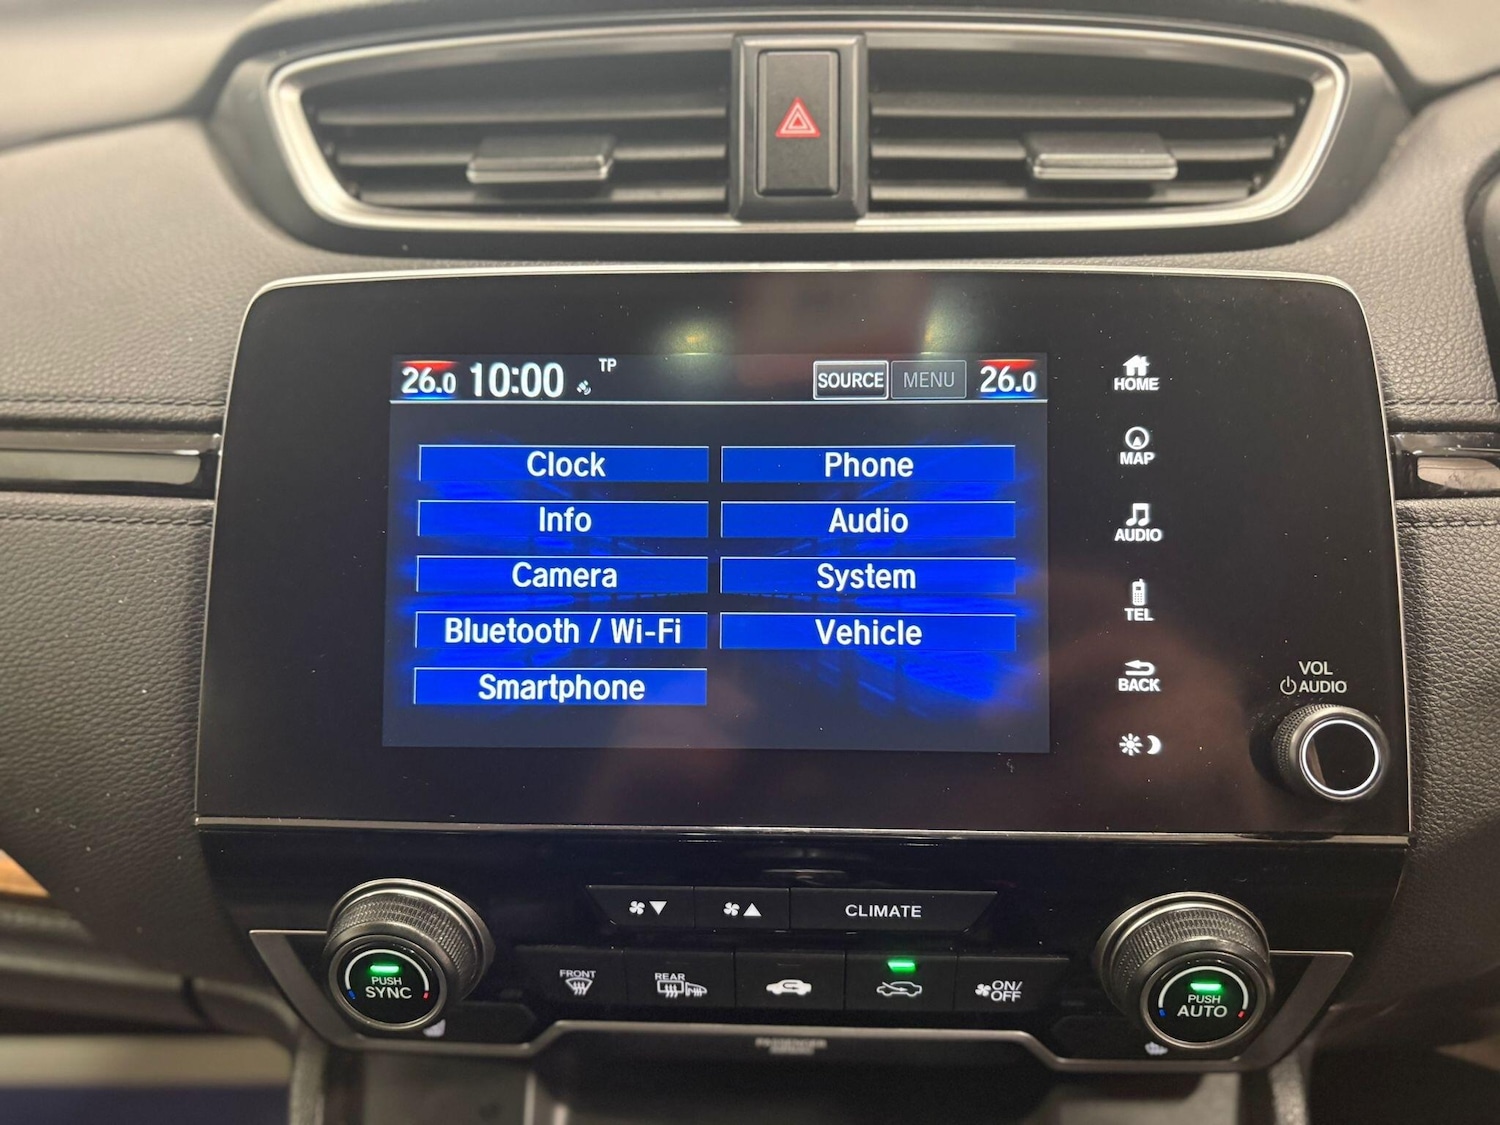 26.0 10:00 TP SOURCE MENU 26.0
HOME
MAP
AUDIO
TEL
BACK
Clock Phone
Info Audio
Camera System
Bluetooth / Wi-Fi Vehicle
Smartphone
VOL
AUDIO
CLIMATE
FRONT
REAR
ON/
OFF
PUSH
SYNC
PUSH
AUTO
PASSENGER